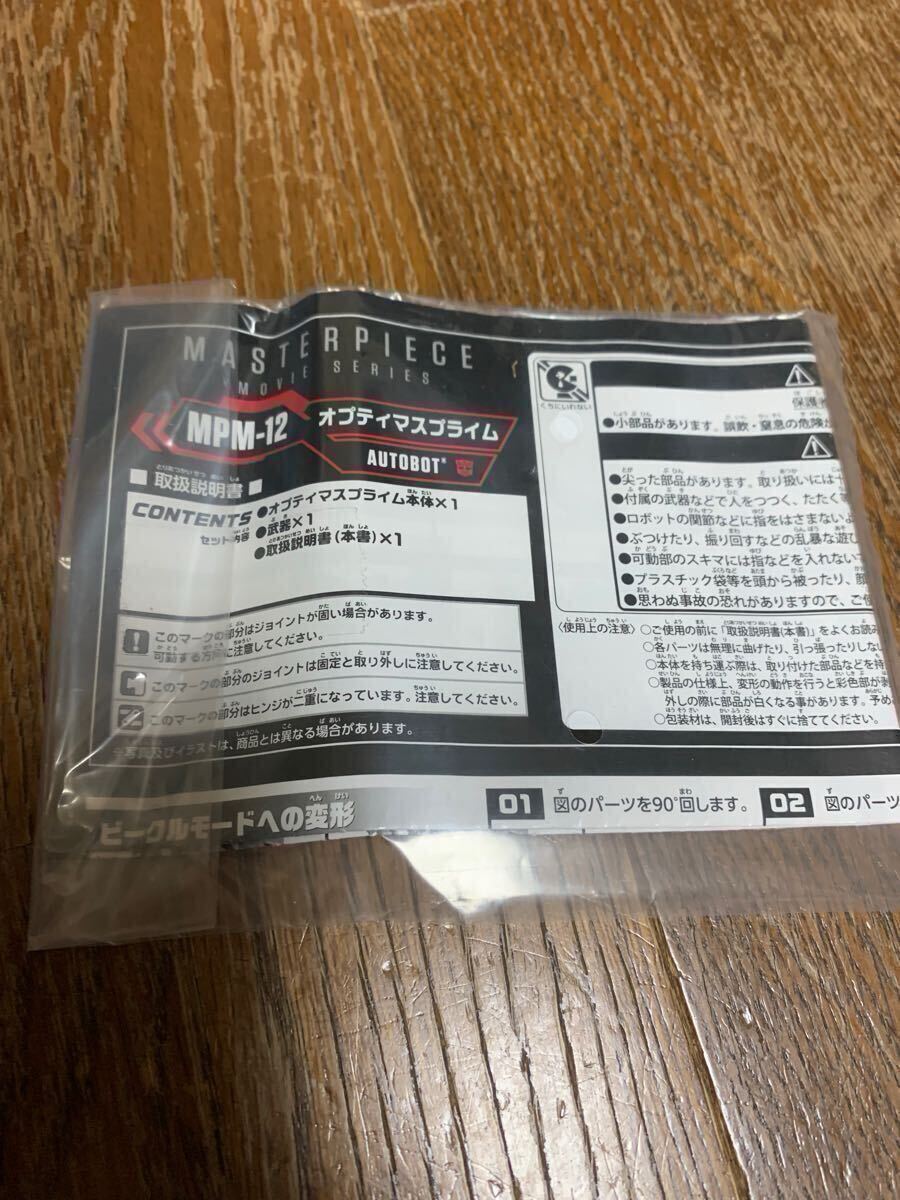 MASTERPIECE
MOVIE SERIES
MPM-12
オプティマスプライム
AUTOBOT
■ 取扱説明書 ■
CONTENTS
セット内容
●オプティマスプライム本体×1
●武器×1
●取扱説明書(本書)×1
このマークの部分はジョイントが固い場合があります。
可動する方向に注意してください。
このマークの部分のジョイントは固定と取り外しに注意してください。
このマークの部分はヒンジが二重になっています。注意してください。
※写真及びイラストは、商品とは異なる場合があります。
くちにいれない
保護者
●小部品があります。誤飲・窒息の危険が
●尖った部品があります。取り扱いには十
●付属の武器などで人をつつく、たたく等
●ロボットの関節などに指をはさまないよ
●ぶつけたり、振り回すなどの乱暴な遊び
●可動部のスキマには指などを入れないで
●プラスチック袋等を頭から被ったり、顔
●思わぬ事故の恐れがありますので、ご使
〈使用上の注意〉
○ご使用の前に「取扱説明書(本書)」をよくお読み
○各パーツは無理に曲げたり、引っ張ったりしない
○本体を持ち運ぶ際は、取り付けた部品などを持
○製品の仕様上、変形の動作を行うと彩色部が剥
外しの際に部品が白くなる事があります。予め
○包装材は、開封後はすぐに捨ててください。
ビークルモードへの変形
01 図のパーツを90°回します。
02 図のパーツ